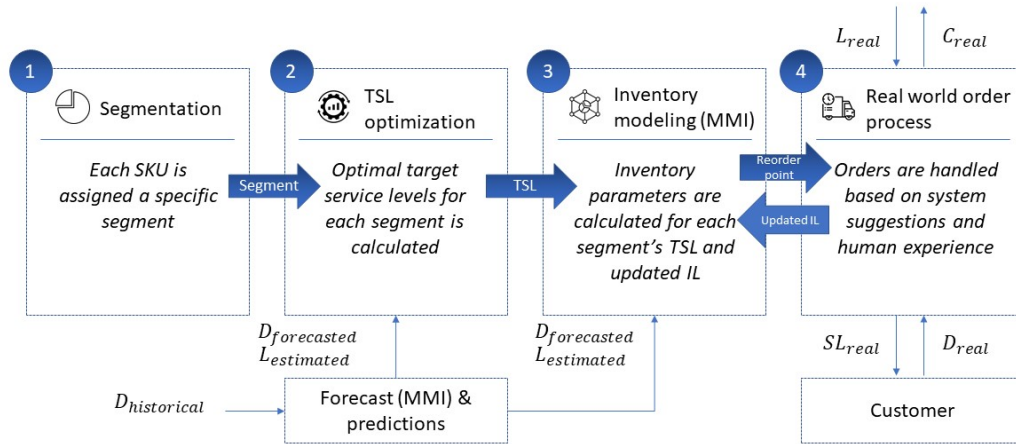 L_real
C_real
1
2
3
4
Segmentation
TSL
optimization
Inventory
modeling (MMI)
Real world order
process
Each SKU is
assigned a specific
segment
Segment
Optimal target
service levels for
each segment is
calculated
TSL
Inventory
parameters are
calculated for each
segment's TSL and
updated IL
Reorder
point
Updated IL
Orders are handled
based on system
suggestions and
human experience
D_forecasted
L_estimated
D_forecasted
L_estimated
SL_real
D_real
D_historical
Forecast (MMI) &
predictions
Customer